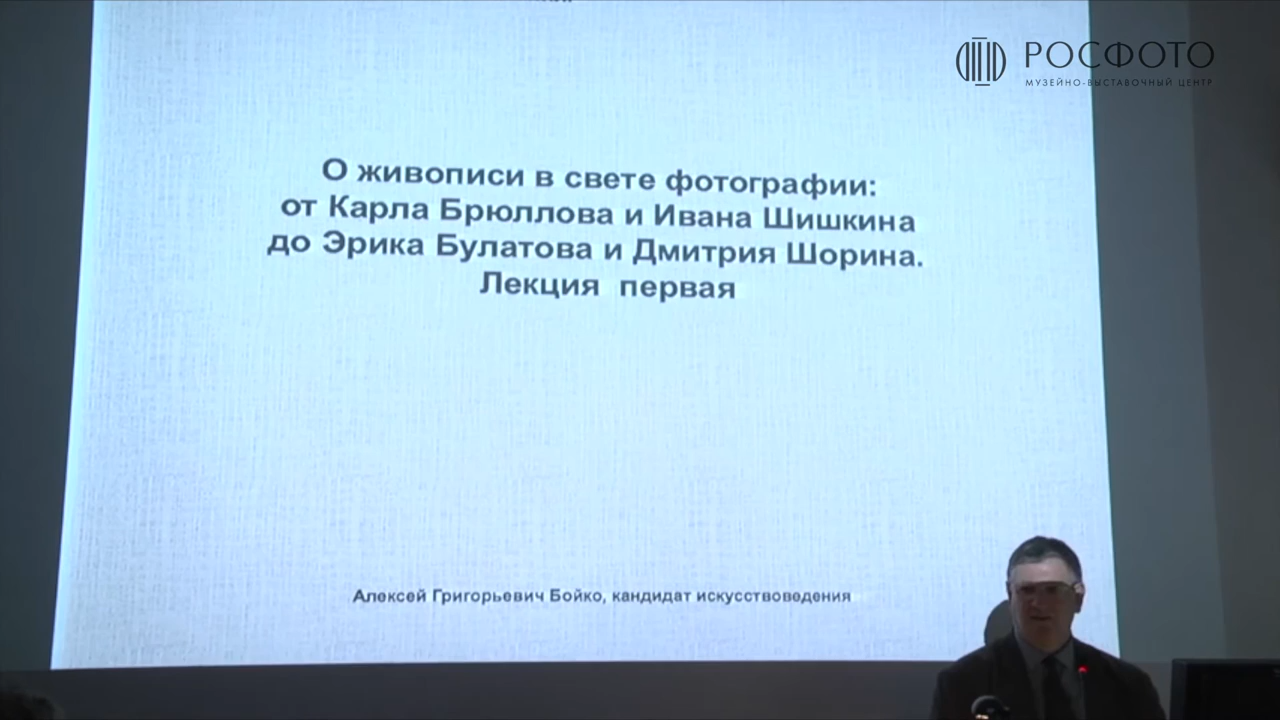 РОСФОТО
МУЗЕЙНО-ВЫСТАВОЧНЫЙ ЦЕНТР
О живописи в свете фотографии:
от Карла Брюллова и Ивана Шишкина
до Эрика Булатова и Дмитрия Шорина.
Лекция первая
Алексей Григорьевич Бойко, кандидат искусствоведения